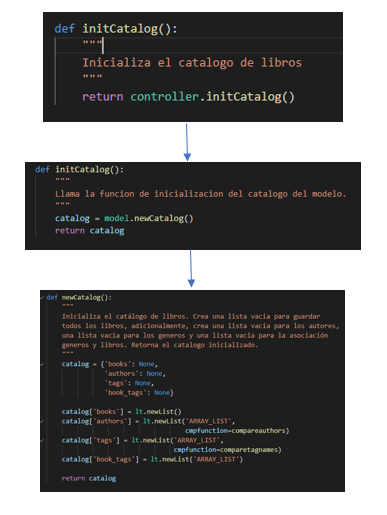 def initCatalog():
"""
Inicializa el catalogo de libros
"""
return controller.initCatalog()
def initCatalog():
"""
Llama la funcion de inicializacion del catalogo del modelo.
"""
catalog = model.newCatalog()
return catalog
def newCatalog():
"""
Inicializa el catálogo de libros. Crea una lista vacia para guardar
todos los libros, adicionalmente, crea una lista vacia para los autores,
una lista vacia para los generos y una lista vacia para la asociación
generos y libros. Retorna el catalogo inicializado.
"""
catalog = {'books': None,
'authors': None,
'tags': None,
'book_tags': None}
catalog['books'] = lt.newList()
catalog['authors'] = lt.newList('ARRAY_LIST',
cmpfunction=compareauthors)
catalog['tags'] = lt.newList('ARRAY_LIST',
cmpfunction=comparetagnames)
catalog['book_tags'] = lt.newList('ARRAY_LIST')
return catalog